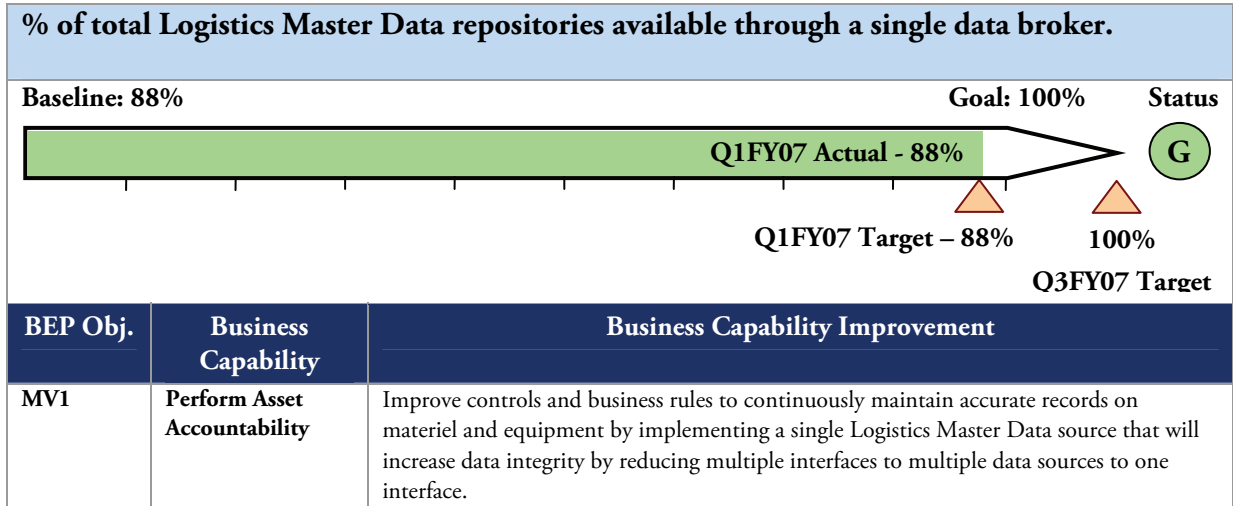 % of total Logistics Master Data repositories available through a single data broker.
Baseline: 88%
Goal: 100%
Status
Q1FY07 Actual - 88%
G
Q1FY07 Target – 88%
100%
Q3FY07 Target
BEP Obj.
Business
Capability
Business Capability Improvement
MV1
Perform Asset
Accountability
Improve controls and business rules to continuously maintain accurate records on
materiel and equipment by implementing a single Logistics Master Data source that will
increase data integrity by reducing multiple interfaces to multiple data sources to one
interface.